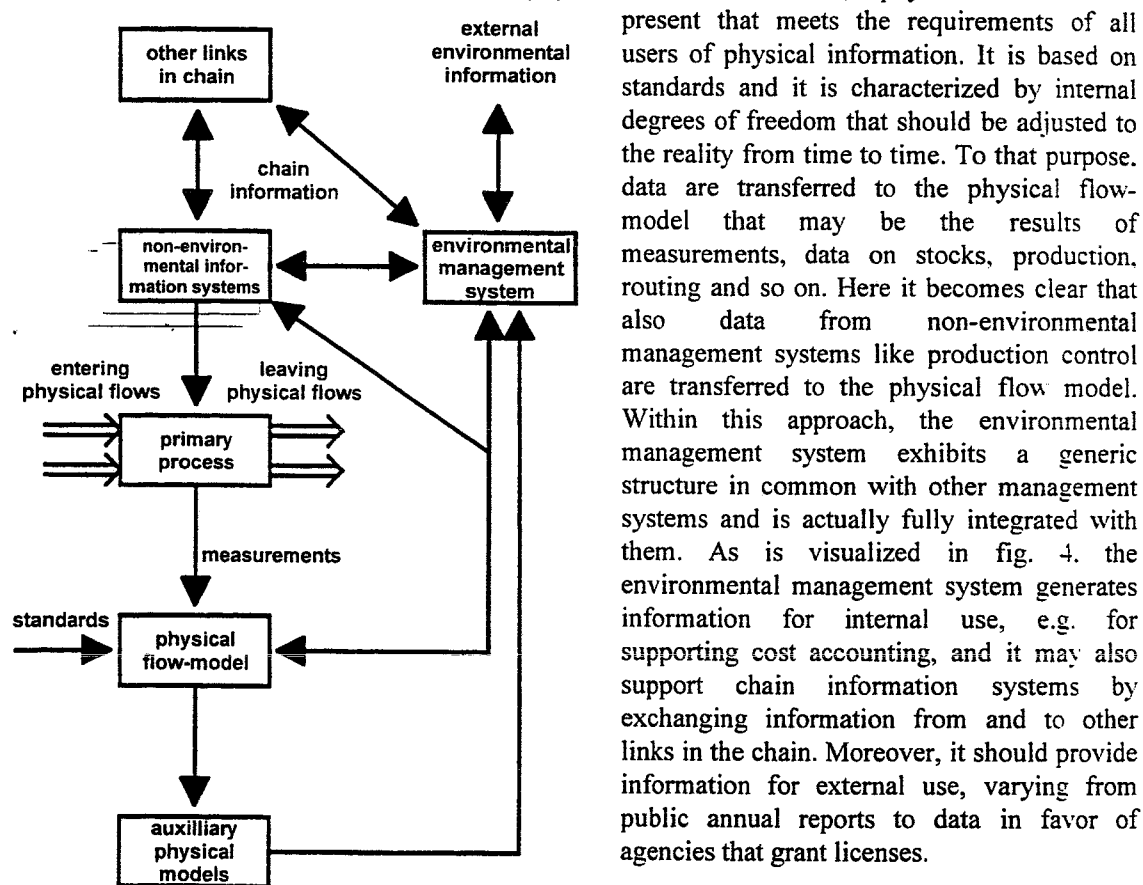 other links
in chain
external
environmental
information
chain
information
non-environ-
mental infor-
mation systems
environmental
management
system
entering
physical flows
leaving
physical flows
primary
process
measurements
standards
physical
flow-model
auxilliary
physical
models
present that meets the requirements of all
users of physical information. It is based on
standards and it is characterized by internal
degrees of freedom that should be adjusted to
the reality from time to time. To that purpose.
data are transferred to the physical flow-
model that may be the results of
measurements, data on stocks, production,
routing and so on. Here it becomes clear that
also data from non-environmental
management systems like production control
are transferred to the physical flow model.
Within this approach, the environmental
management system exhibits a generic
structure in common with other management
systems and is actually fully integrated with
them. As is visualized in fig. 4. the
environmental management system generates
information for internal use, e.g. for
supporting cost accounting, and it may also
support chain information systems by
exchanging information from and to other
links in the chain. Moreover, it should provide
information for external use, varying from
public annual reports to data in favor of
agencies that grant licenses.